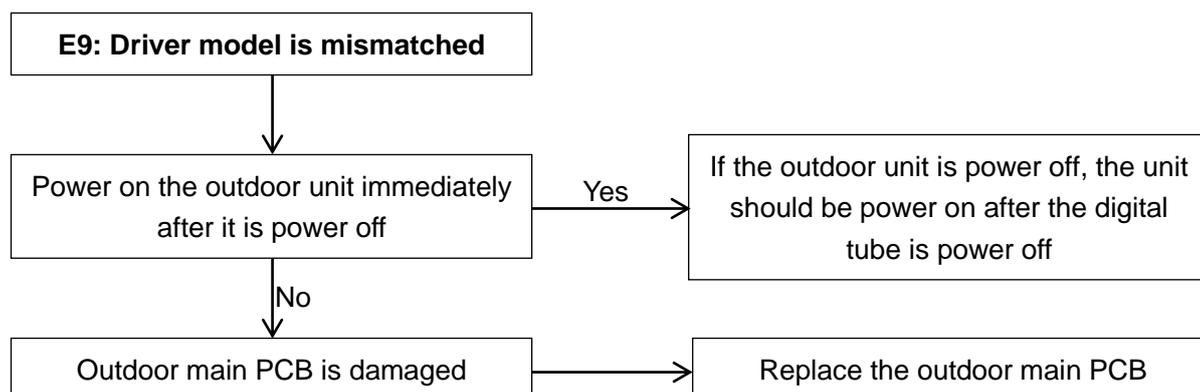 E9: Driver model is mismatched
Power on the outdoor unit immediately
after it is power off
Yes
If the outdoor unit is power off, the unit
should be power on after the digital
tube is power off
No
Outdoor main PCB is damaged
Replace the outdoor main PCB